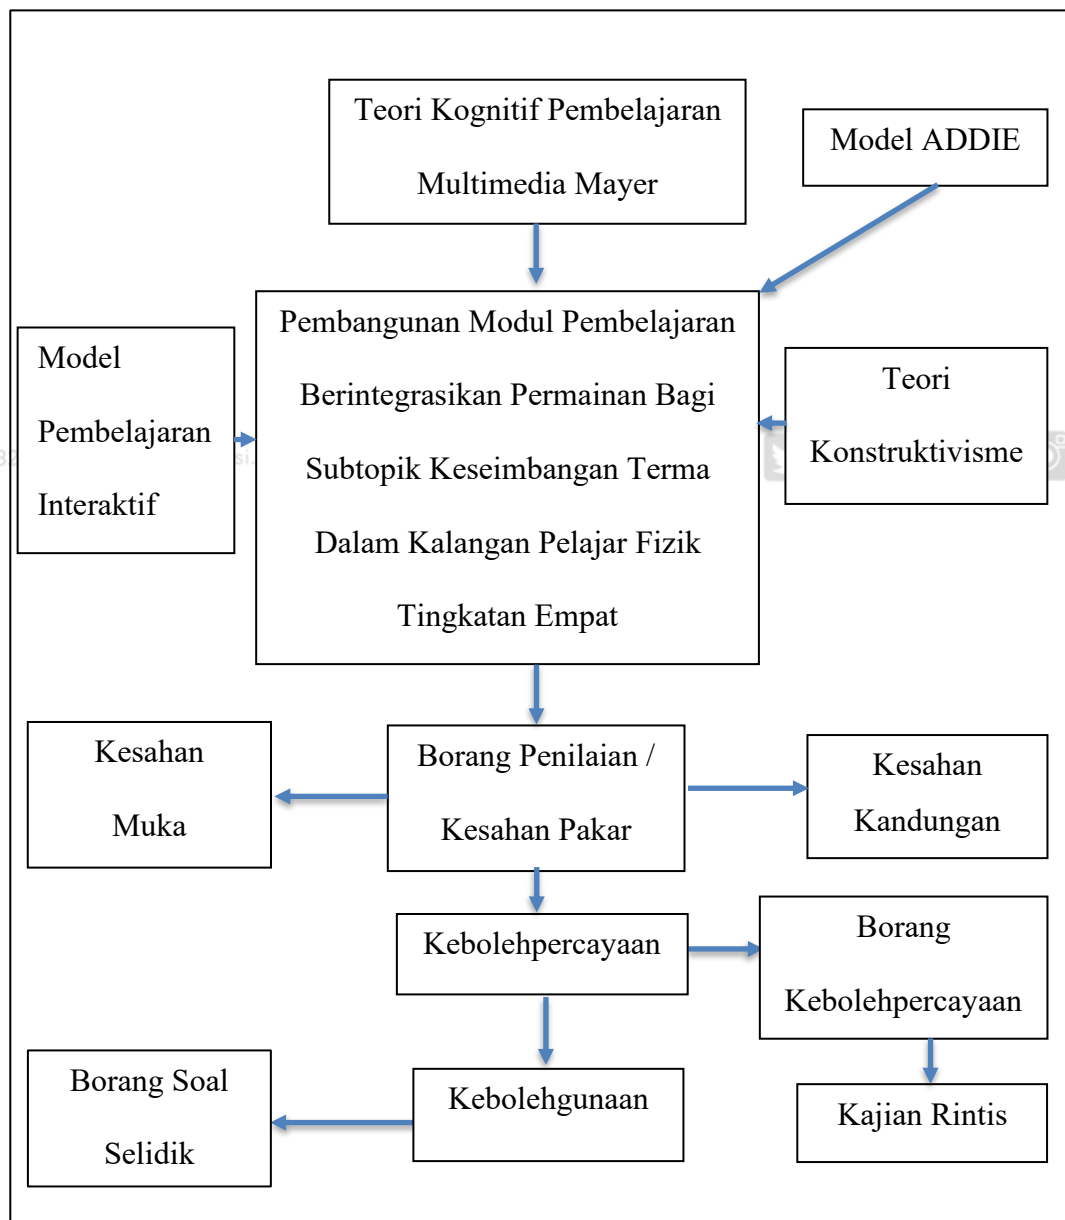 Teori Kognitif Pembelajaran
Multimedia Mayer
Model ADDIE
Pembangunan Modul Pembelajaran
Berintegrasikan Permainan Bagi
Subtopik Keseimbangan Terma
Dalam Kalangan Pelajar Fizik
Tingkatan Empat
Model
Pembelajaran
Interaktif
Teori
Konstruktivisme
Kesahan
Muka
Borang Penilaian /
Kesahan Pakar
Kesahan
Kandungan
Kebolehpercayaan
Borang
Kebolehpercayaan
Borang Soal
Selidik
Kebolehgunaan
Kajian Rintis